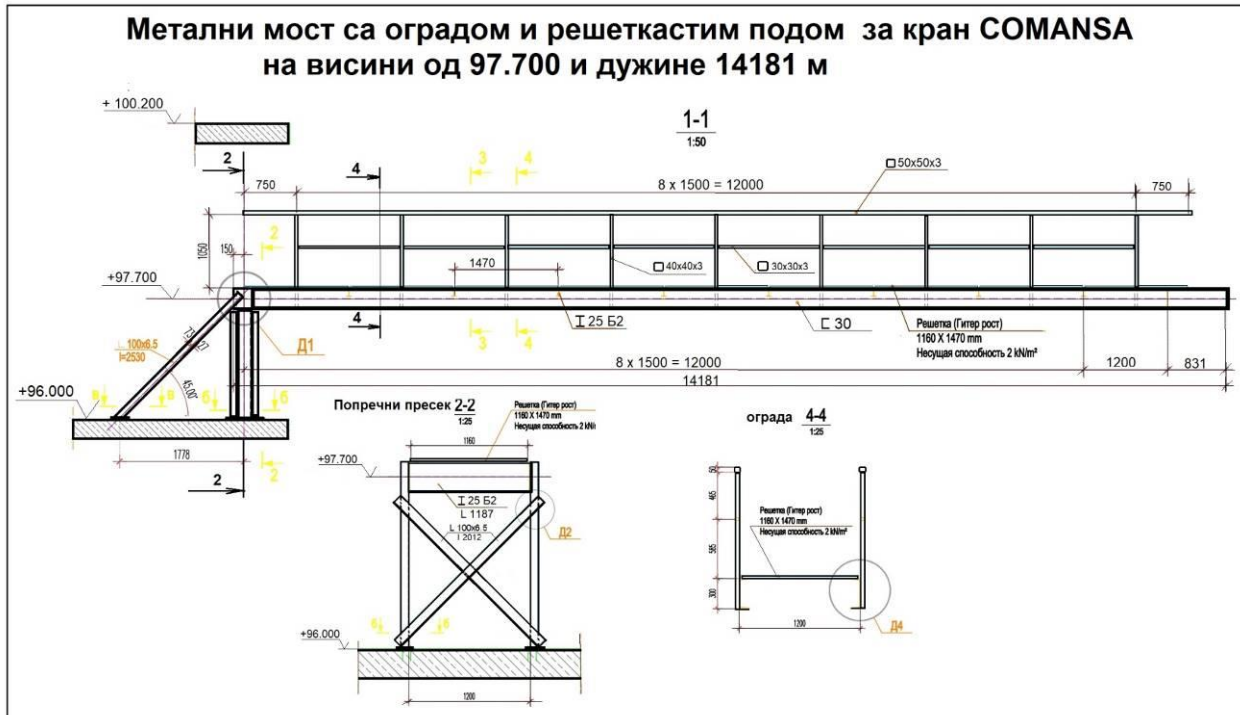 Метални мост са оградом и решеткастим подом за кран COMANSA
на висини од 97.700 и дужине 14181 м
+ 100.200
1-1
1:50
2
4
3
4
□ 50x50x3
750
8 x 1500 = 12000
750
1050
150
2
1470
□ 40x40x3
□ 30x30x3
+97.700
4
3
4
Д1
I 25 Б2
[ 30
Решетка (Гитер рост)
1160 X 1470 mm
Несущая способность 2 kN/m²
L 100x6.5
l=2530
45.00°
8 x 1500 = 12000
1200
831
14181
+96.000
в
в
б
б
1778
2
2
Попречни пресек 2-2
1:25
Решетка (Гитер рост)
1160 X 1470 mm
Несущая способность 2 kN/
1160
+97.700
I 25 Б2
L 1187
L 100x6.5
l 2012
Д2
б
б
+96.000
1200
ограда 4-4
1:25
50
465
585
300
Решетка (Гитер рост)
1160 X 1470 mm
Несущая способность 2 kN/m²
1200
Д4